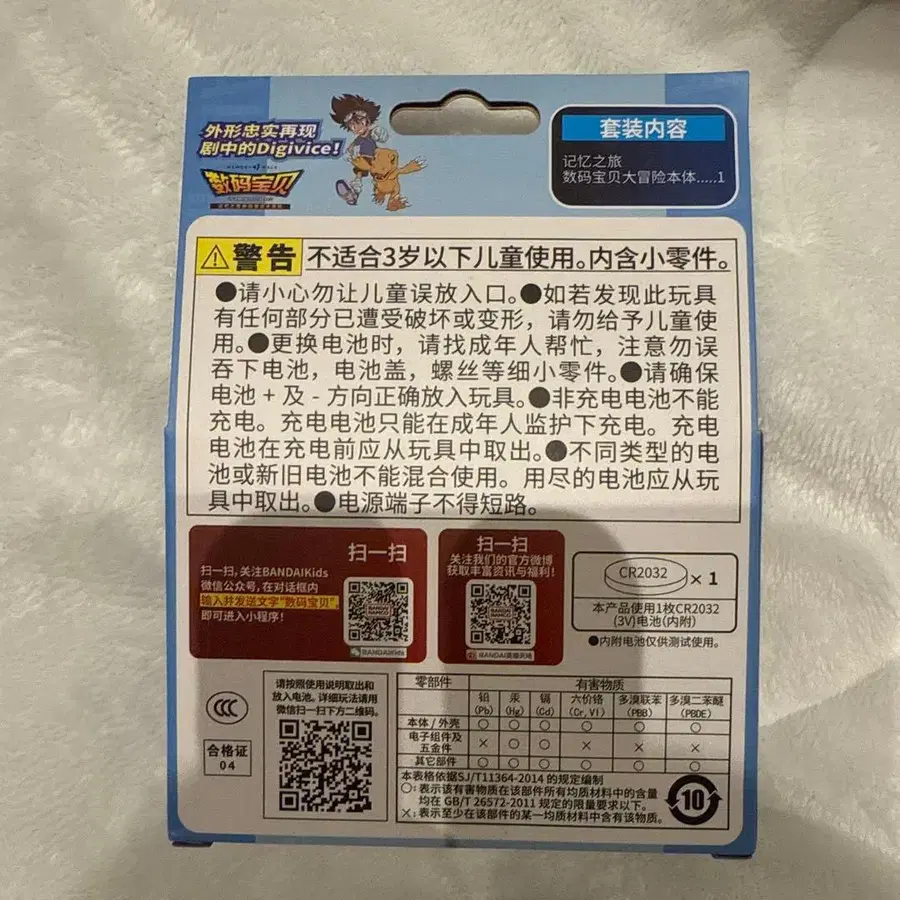 外形忠实再现
剧中的Digivice!
数码宝贝
套装内容
记忆之旅
数码宝贝大冒险本体.....1
警告 不适合3岁以下儿童使用。内含小零件。
●请小心勿让儿童误放入口。●如若发现此玩具
有任何部分已遭受破坏或变形，请勿给予儿童使
用。●更换电池时，请找成年人帮忙，注意勿误
吞下电池，电池盖，螺丝等细小零件。●请确保
电池 + 及 - 方向正确放入玩具。●非充电电池不能
充电。充电电池只能在成年人监护下充电。充电
电池在充电前应从玩具中取出。●不同类型的电
池或新旧电池不能混合使用。用尽的电池应从玩
具中取出。●电源端子不得短路。
扫一扫
扫一扫，关注BANDAIKids
微信公众号，在对话框内
输入并发送文字"数码宝贝"，
即可进入小程序！
BANDAIKids
扫一扫
关注我们的官方微博
获取丰富资讯与福利！
BANDAI英雄天地
CR2032 × 1
本产品使用1枚CR2032
(3V)电池(内附)
●内附电池仅供测试使用。
CCC
合格证
04
请按照使用说明取出和
放入电池。详细玩法请用
微信扫一扫下方二维码。
零部件 有害物质
铅 汞 镉 六价铬 多溴联苯 多溴二苯醚
(Pb) (Hg) (Cd) (Cr,VI) (PBB) (PBDE)
本体 / 外壳 ○ ○ ○ ○ ○ ○
电子组件及
五金件 × ○ ○ × × ×
其它部件 ○ ○ ○ ○ ○ ○
本表格依据SJ/T11364-2014 的规定编制
○：表示该有害物质在该部件所有均质材料中的含量
均在 GB/T 26572-2011 规定的限量要求以下。
×：表示至少在该部件的某一均质材料中含有该物质。
10